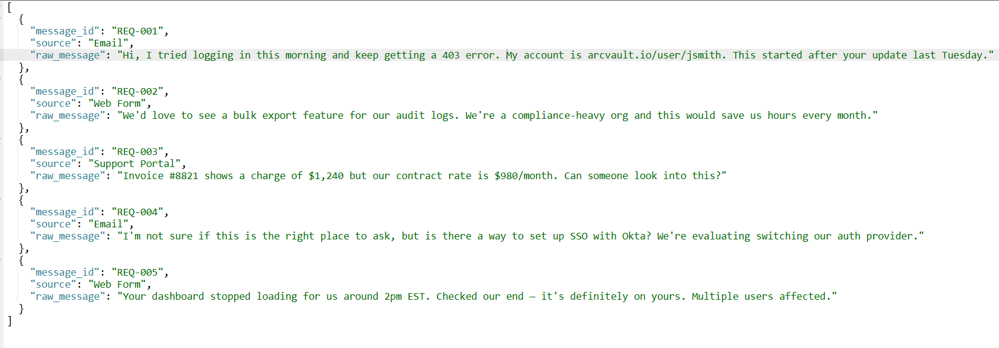 [
  {
    "message_id": "REQ-001",
    "source": "Email",
    "raw_message": "Hi, I tried logging in this morning and keep getting a 403 error. My account is arcvault.io/user/jsmith. This started after your update last Tuesday."
  },
  {
    "message_id": "REQ-002",
    "source": "Web Form",
    "raw_message": "We'd love to see a bulk export feature for our audit logs. We're a compliance-heavy org and this would save us hours every month."
  },
  {
    "message_id": "REQ-003",
    "source": "Support Portal",
    "raw_message": "Invoice #8821 shows a charge of $1,240 but our contract rate is $980/month. Can someone look into this?"
  },
  {
    "message_id": "REQ-004",
    "source": "Email",
    "raw_message": "I'm not sure if this is the right place to ask, but is there a way to set up SSO with Okta? We're evaluating switching our auth provider."
  },
  {
    "message_id": "REQ-005",
    "source": "Web Form",
    "raw_message": "Your dashboard stopped loading for us around 2pm EST. Checked our end — it's definitely on yours. Multiple users affected."
  }
]